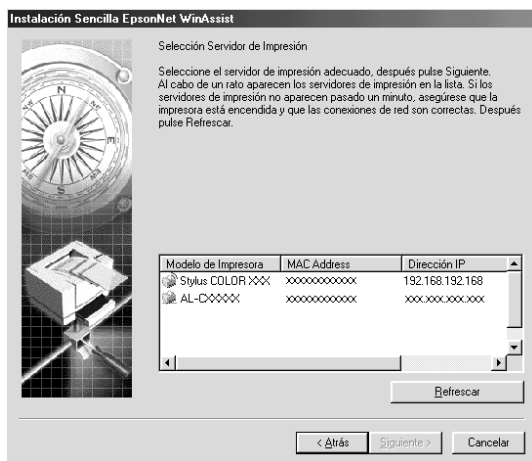 Instalación Sencilla EpsonNet WinAssist
Selección Servidor de Impresión
Seleccione el servidor de impresión adecuado, después pulse Siguiente.
Al cabo de un rato aparecen los servidores de impresión en la lista. Si los
servidores de impresión no aparecen pasado un minuto, asegúrese que la
impresora está encendida y que las conexiones de red son correctas. Después
pulse Refrescar.
Modelo de Impresora MAC Address Dirección IP
Stylus COLOR XXX XXXXXXXXXXXX 192.168.192.168
AL-CXXXXX XXXXXXXXXXXX XXX.XXX.XXX.XXX
Refrescar
< Atrás Siguiente > Cancelar
N
S